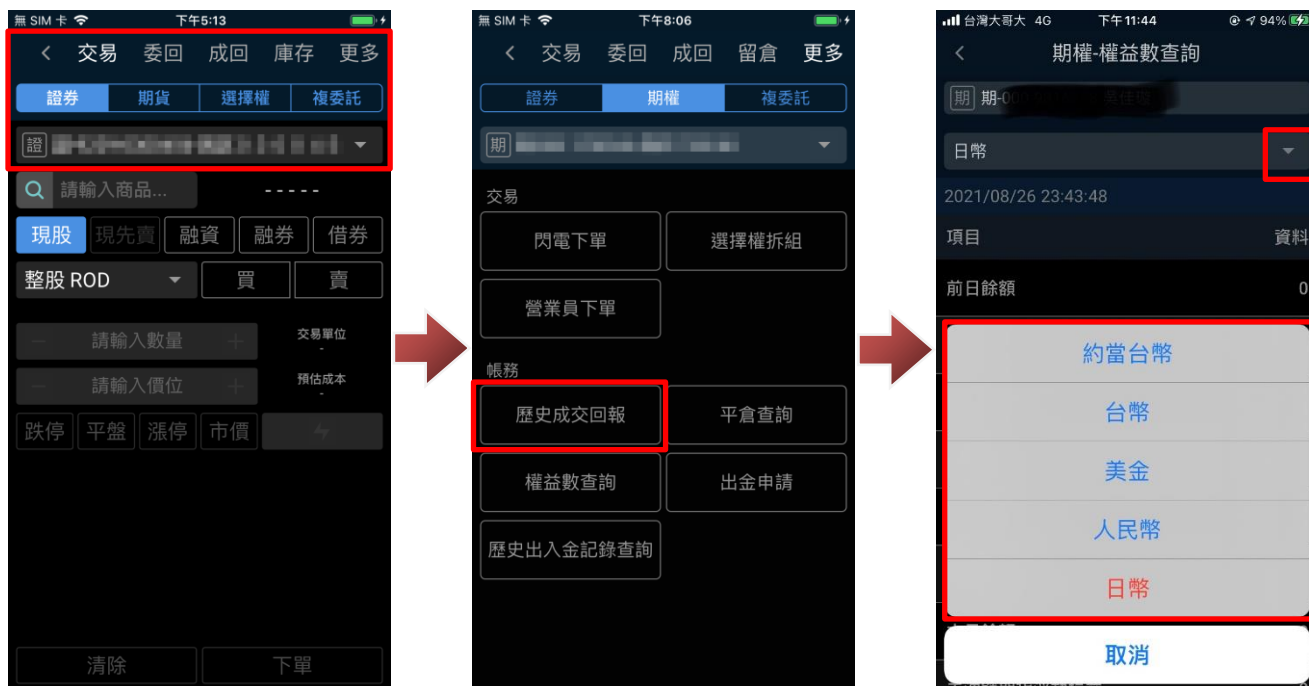 無 SIM 卡 下午5:13
交易 委回 成回 庫存 更多
證券 期貨 選擇權 複委託
證
請輸入商品... - - - - -
現股 現先賣 融資 融券 借券
整股 ROD 買 賣
請輸入數量 交易單位
-
請輸入價位 預估成本
-
跌停 平盤 漲停 市價
清除 下單
無 SIM 卡 下午8:06
交易 委回 成回 留倉 更多
證券 期權 複委託
期
交易
閃電下單 選擇權拆組
營業員下單
帳務
歷史成交回報 平倉查詢
權益數查詢 出金申請
歷史出入金記錄查詢
台灣大哥大 4G 下午11:44 94%
期權-權益數查詢
期 期-0
日幣
2021/08/26 23:43:48
項目 資料
前日餘額 0
約當台幣
台幣
美金
人民幣
日幣
取消